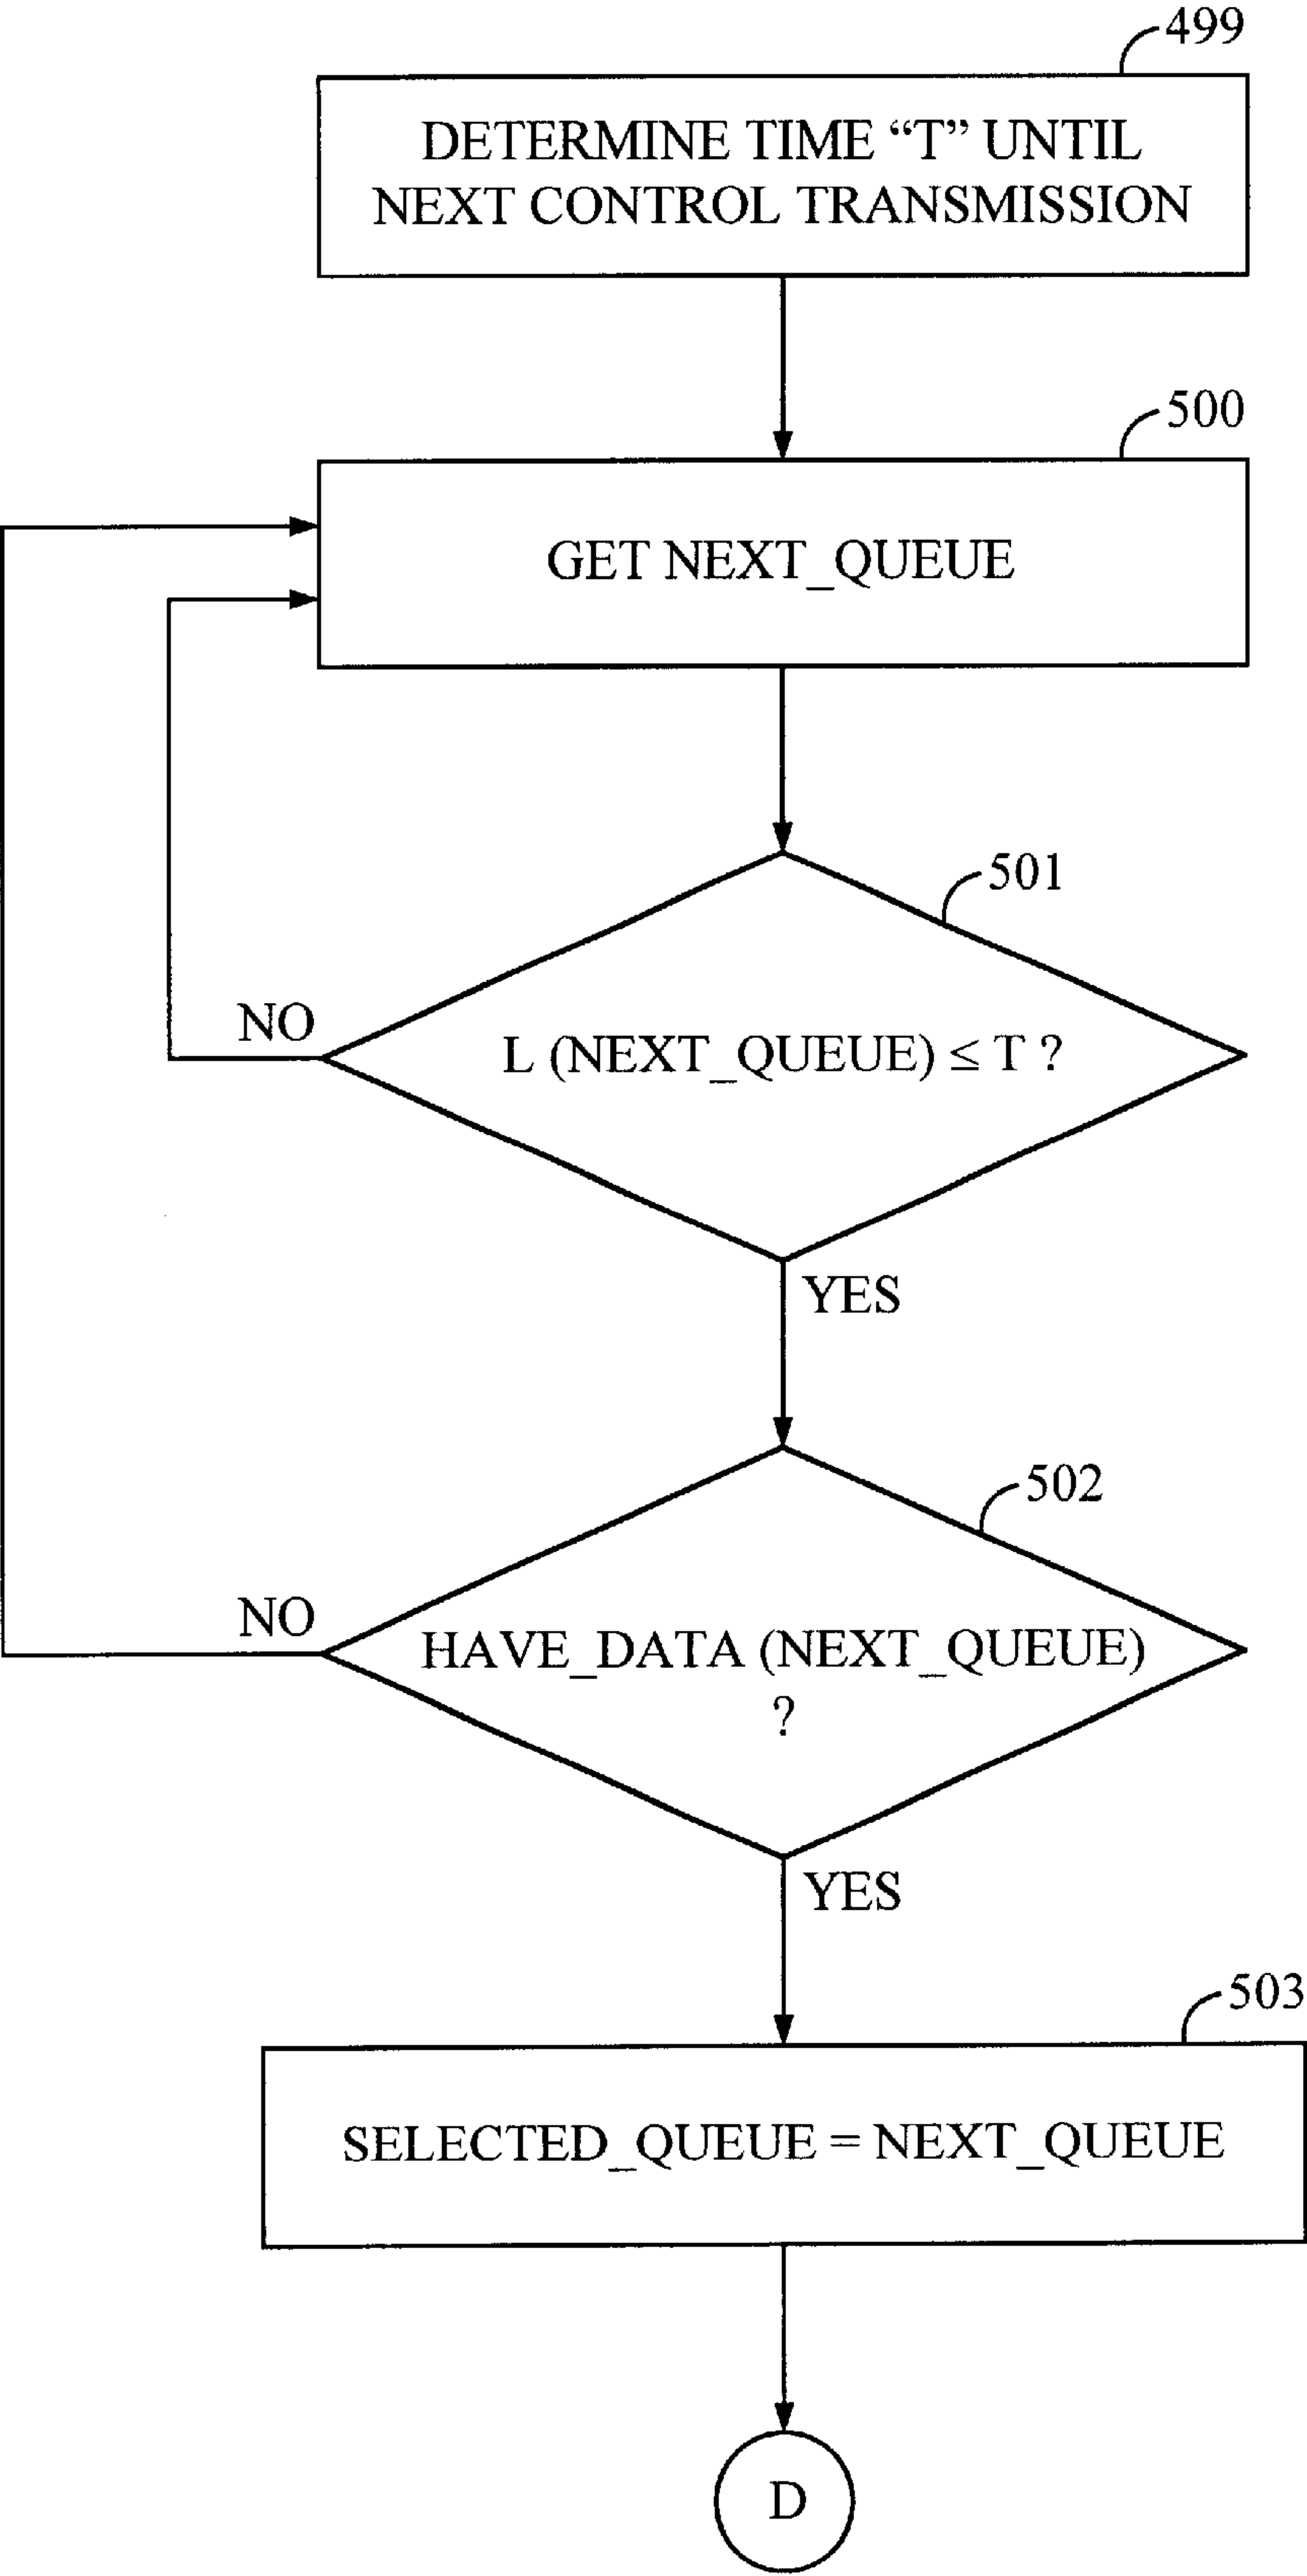 499
DETERMINE TIME “T” UNTIL
NEXT CONTROL TRANSMISSION
500
GET NEXT_QUEUE
501
NO
L (NEXT_QUEUE) ≤ T ?
YES
502
NO
HAVE_DATA (NEXT_QUEUE)
?
YES
503
SELECTED_QUEUE = NEXT_QUEUE
D